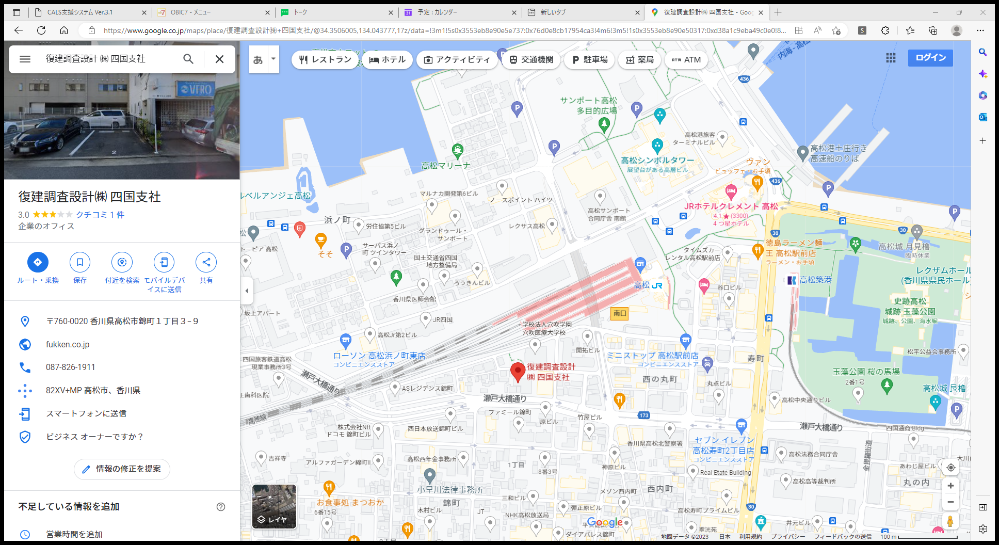 CALS支援システム Ver.3.1
OBIC7 - メニュー
トーク
予定 : カレンダー
新しいタブ
復建調査設計㈱ 四国支社 - Goog
https://www.google.co.jp/maps/place/復建調査設計㈱+四国支社/@34.3506005,134.043777,17z/data=!3m1!5s0x3553eb8e90e5e737:0x76d0e8cb17954ca3!4m6!3m5!1s0x3553eb8e90e50317:0xd38a1c9eba49c0e0!8...
復建調査設計 ㈱ 四国支社
あ
レストラン
ホテル
アクティビティ
交通機関
駐車場
薬局
ATM
ログイン
VERO
2
復建調査設計㈱ 四国支社
3.0 クチコミ 1 件
企業のオフィス
ルート・乗換
保存
付近を検索
モバイルデバ
イスに送信
共有
〒760-0020 香川県高松市錦町１丁目３−９
fukken.co.jp
087-826-1911
82XV+MP 高松市、香川県
スマートフォンに送信
ビジネス オーナーですか？
情報の修正を提案
不足している情報を追加
営業時間を追加
レイヤ
内海 - 高松
436
サンポート高松
多目的広場
高松港旅客
ターミナルビル
高松シンボルタワー
展望台がある高層ビル
高松港土庄行き
高速船のりば
ヴァン
ビュッフェ・お手頃
436
高松マリーナ
ルベルアンジェ高松
マルナカ開発第6ビル
ノースポイント ハイツ
高松サンポート
合同庁舎 南館
JRホテルクレメント 高松
4.1★(3300)
4 つ星ホテル
浜ノ町
労住協第5ビル
グランドゥール・
サンポート
レクサス高松
30
30
高松城 月見櫓
臨時休業
徳島ラーメン麺
王 高松駅前店
ラーメン・お手頃
トーピア 高松
そそ
サーパス浜ノ
町 ツインタワー
国土交通省四国
地方整備局
ろうきんビル
タイムズカー
レンタル高松駅前店
レクザムホール
(香川県県民ホール)
高松築港
高松 JR
谷口ビル
香川県医師会館
坂上アパート
史跡高松
城跡 玉藻公園
城跡、公園、海水堀
南口
JR四国
学校法人穴吹学園
穴吹医療大学校
高松Jr第2ビル
開拓ビル
ローソン 高松浜ノ町東店
コンビニエンスストア
四国旅客鉄道高松
現業事務所3号
ミニストップ 高松駅前店
コンビニエンスストア
寿町
松平公益会事務所
復建調査設計
㈱ 四国支社
玉藻公園 桜の馬場
2番1号
西の丸町
丸点ビル
瀬戸大橋通り
ASレジデンス錦町
正歯科医院
瀬戸大橋通り
高松中央通りビル
高松城 艮櫓
高徳線
ファミール錦町
原ビル
竹屋ビル
173
株式会社Ntt
ドコモ 錦町ビル
西日本放送錦町ビル
瀬戸大橋通り
四国通商 Bldg.
香川県高松北警察署
セブン-イレブン
高松寿町2丁目店
コンビニエンスストア
吉祥寺
アルファガーデン錦町II
高松西年金事務所
1丁目
8番3号
神原ビル
高松法務合同庁舎
金毘羅街道
大川
あわじ屋ビル
Real Etate Building
小早川法律事務所
高松高等裁判所
丸の内
西内町
メゾン西内町
お食事処 まつおか
6番15号
錦町
三和ビル
木村ビル
JT
NHK高松放送局
彌正原ビル
高松寿町プライムビル
30
井元ビル
翠洸苑
ダイアパレス錦町
Google
地図データ ©2023
日本
利用規約
プライバシー
フィードバックの送信
100 m